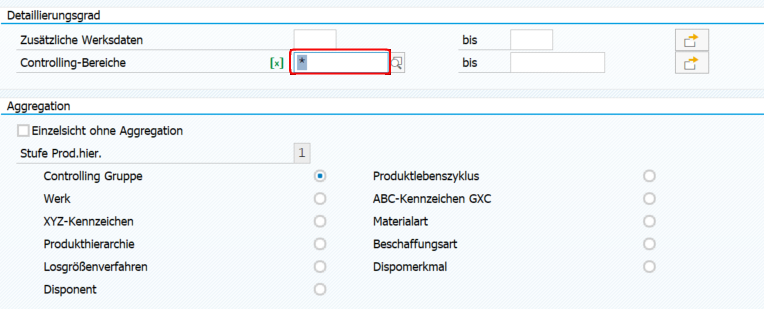 Detaillierungsgrad
Zusätzliche Werksdaten bis
Controlling-Bereiche [x] * bis
Aggregation
Einzelsicht ohne Aggregation
Stufe Prod.hier. 1
Controlling Gruppe Produktlebenszyklus
Werk ABC-Kennzeichen GXC
XYZ-Kennzeichen Materialart
Produkthierarchie Beschaffungsart
Losgrößenverfahren Dispomerkmal
Disponent